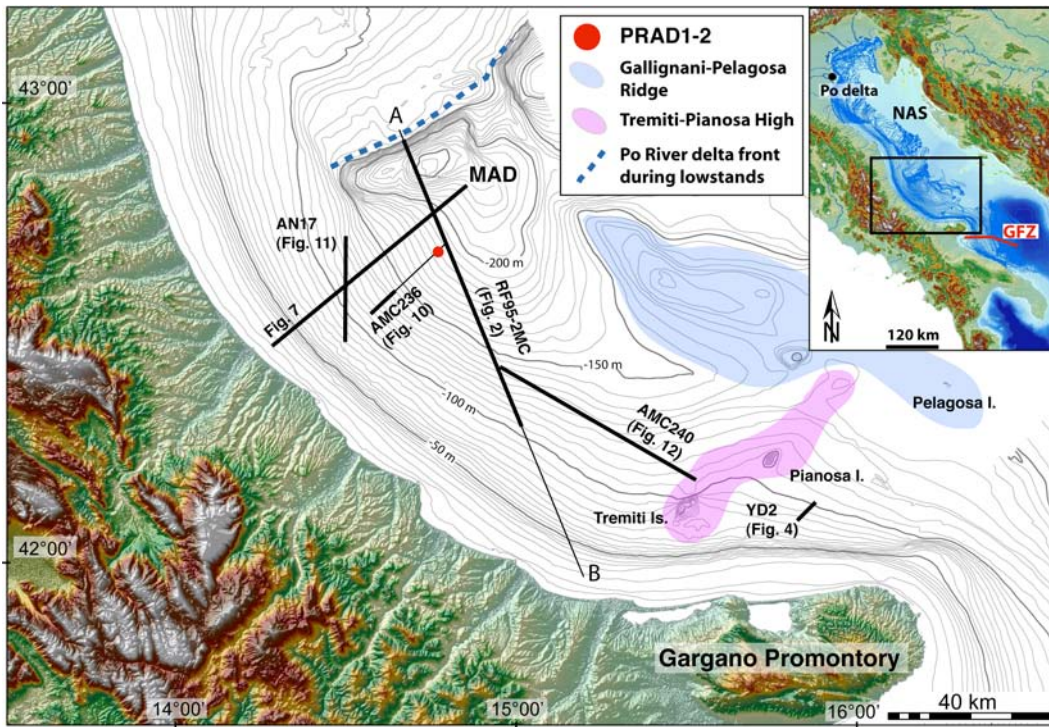 43°00'
42°00'
14°00'
15°00'
16°00'
A
MAD
AN17
(Fig. 11)
Fig. 7
AMC236
(Fig. 10)
RF95-2MC
(Fig. 2)
-200 m
-150 m
-100 m
-50 m
AMC240
(Fig. 12)
Pelagosa I.
Pianosa I.
Tremiti Is.
YD2
(Fig. 4)
B
Gargano Promontory
40 km
PRAD1-2
Gallignani-Pelagosa
Ridge
Tremiti-Pianosa High
Po River delta front
during lowstands
Po delta
NAS
GFZ
N
120 km